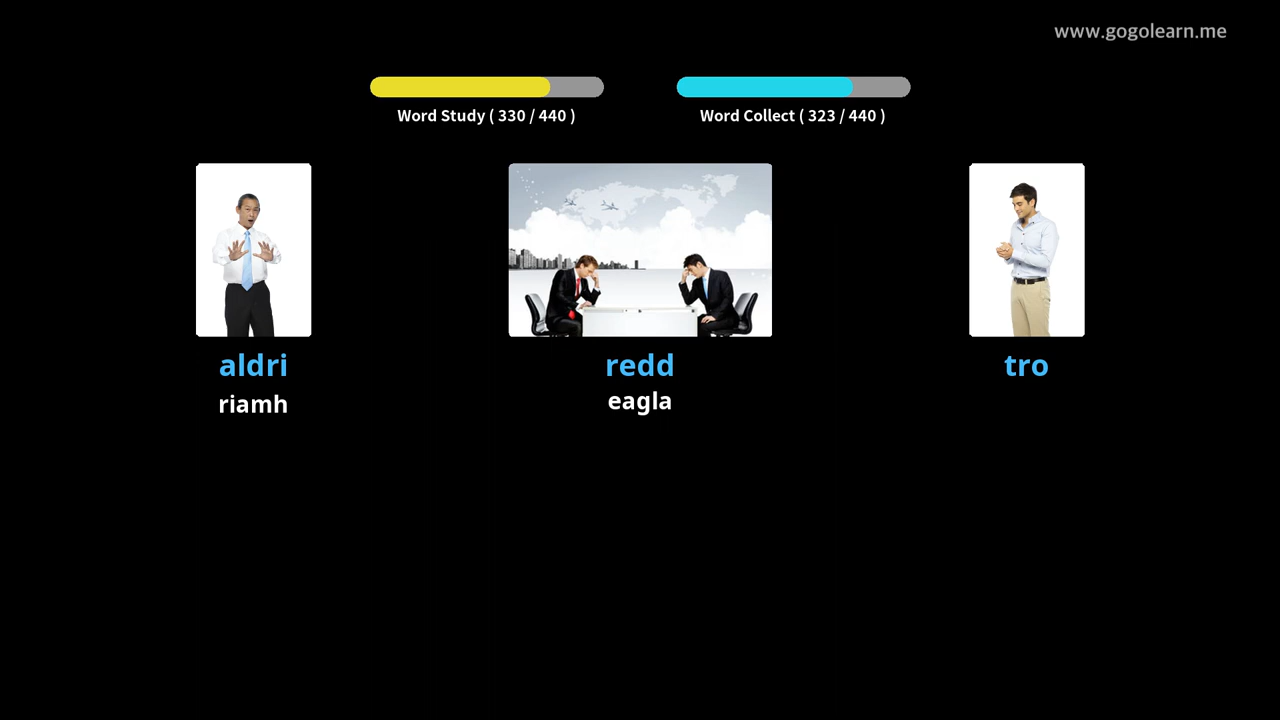 www.gogolearn.me
Word Study ( 330 / 440 )
Word Collect ( 323 / 440 )
aldri
redd
tro
riamh
eagla